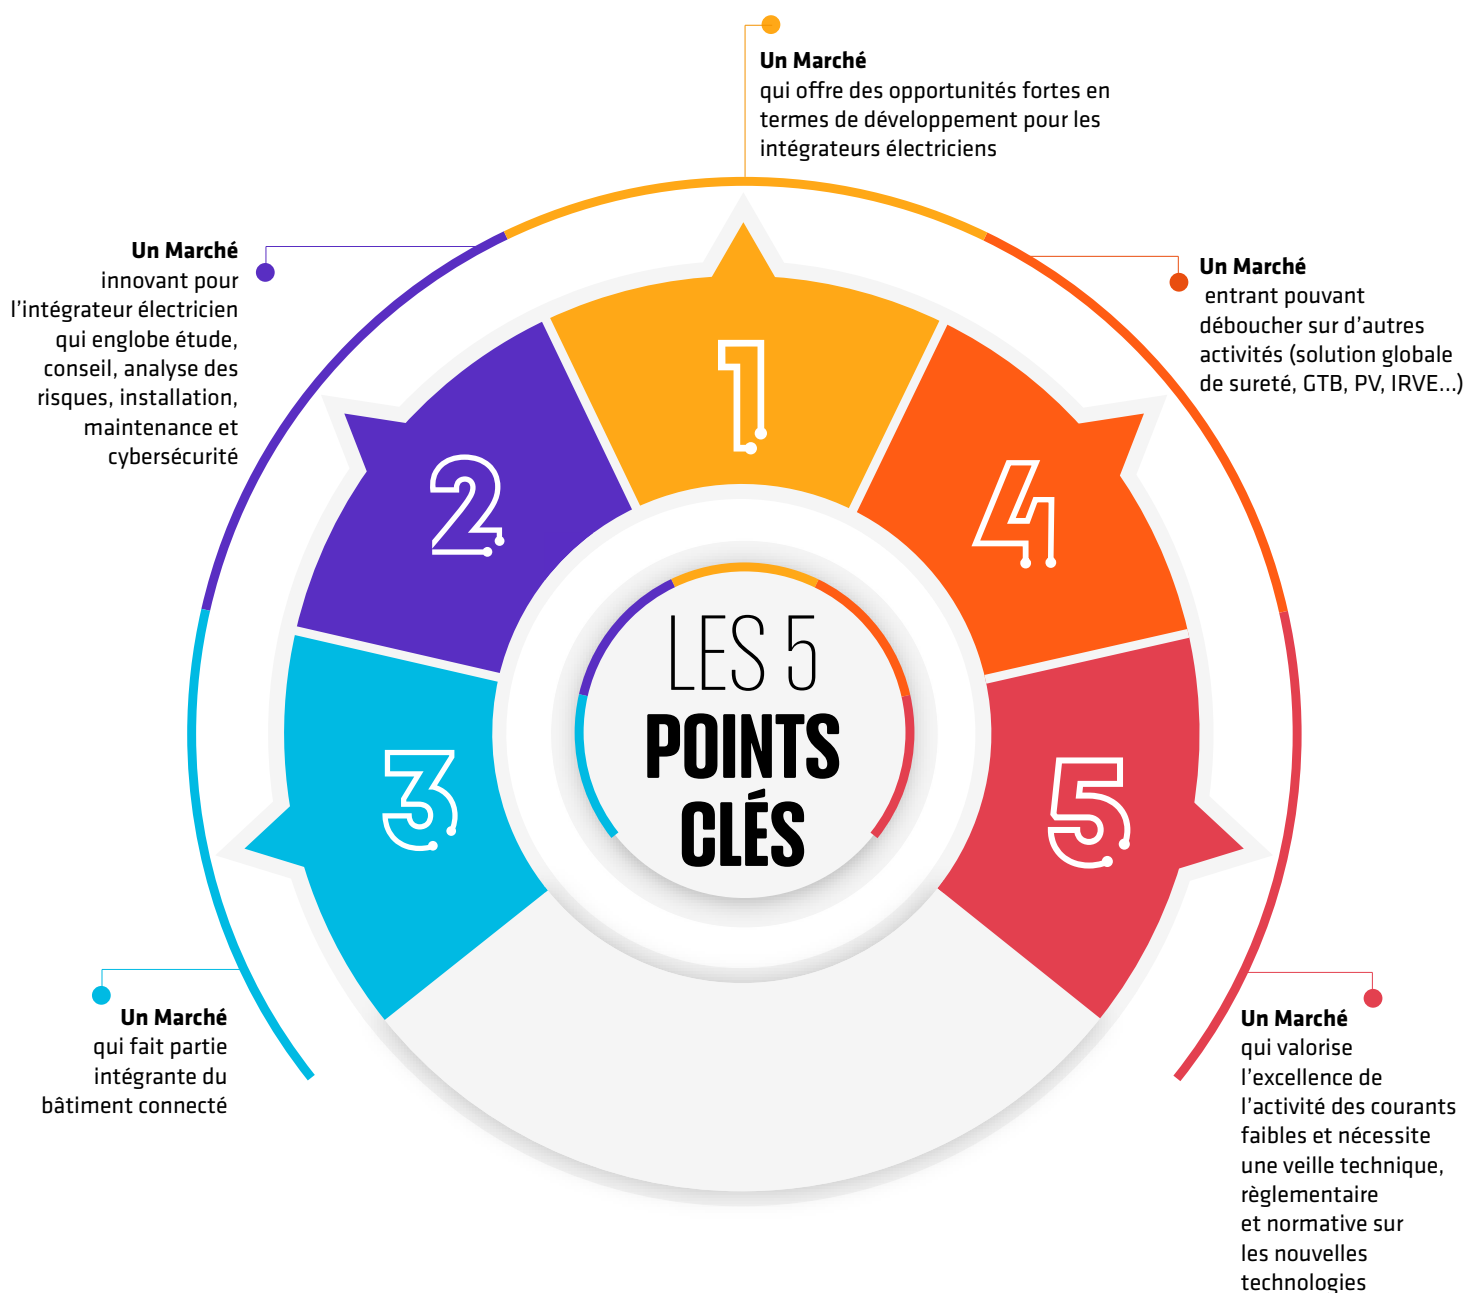 Un Marché
qui offre des opportunités fortes en
termes de développement pour les
intégrateurs électriciens
Un Marché
innovant pour
l’intégrateur électricien
qui englobe étude,
conseil, analyse des
risques, installation,
maintenance et
cybersécurité
Un Marché
entrant pouvant
déboucher sur d’autres
activités (solution globale
de sureté, GTB, PV, IRVE...)
1
2
4
3
5
LES 5
POINTS
CLÉS
Un Marché
qui fait partie
intégrante du
bâtiment connecté
Un Marché
qui valorise
l’excellence de
l’activité des courants
faibles et nécessite
une veille technique,
règlementaire
et normative sur
les nouvelles
technologies